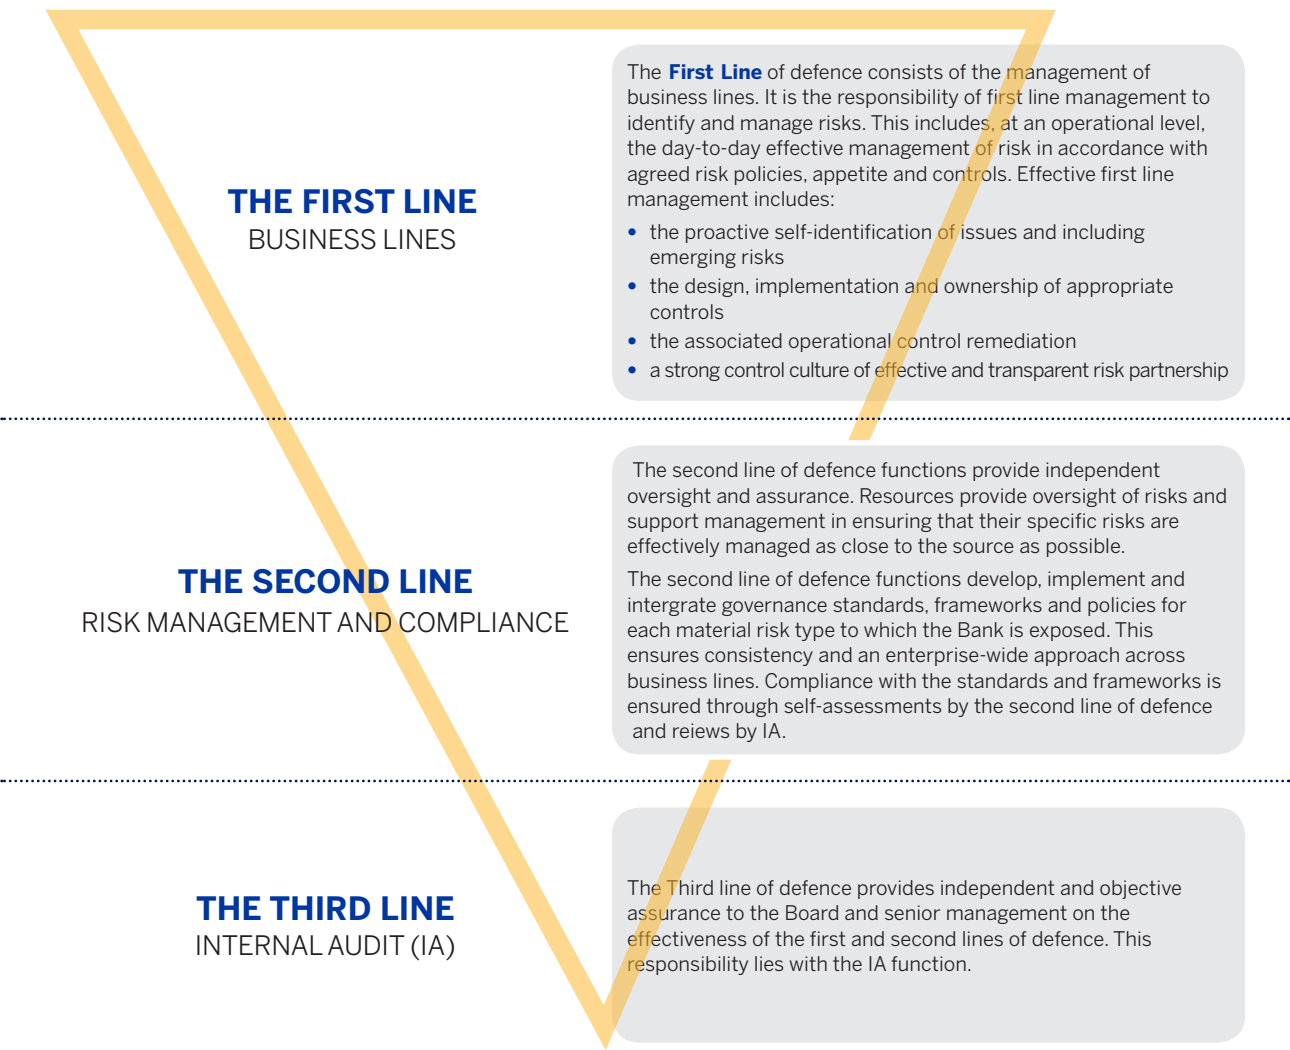 THE FIRST LINE
BUSINESS LINES
The First Line of defence consists of the management of
business lines. It is the responsibility of first line management to
identify and manage risks. This includes, at an operational level,
the day-to-day effective management of risk in accordance with
agreed risk policies, appetite and controls. Effective first line
management includes:
• the proactive self-identification of issues and including
emerging risks
• the design, implementation and ownership of appropriate
controls
• the associated operational control remediation
• a strong control culture of effective and transparent risk partnership
THE SECOND LINE
RISK MANAGEMENT AND COMPLIANCE
The second line of defence functions provide independent
oversight and assurance. Resources provide oversight of risks and
support management in ensuring that their specific risks are
effectively managed as close to the source as possible.
The second line of defence functions develop, implement and
intergrate governance standards, frameworks and policies for
each material risk type to which the Bank is exposed. This
ensures consistency and an enterprise-wide approach across
business lines. Compliance with the standards and frameworks is
ensured through self-assessments by the second line of defence
and reiews by IA.
THE THIRD LINE
INTERNAL AUDIT (IA)
The Third line of defence provides independent and objective
assurance to the Board and senior management on the
effectiveness of the first and second lines of defence. This
responsibility lies with the IA function.